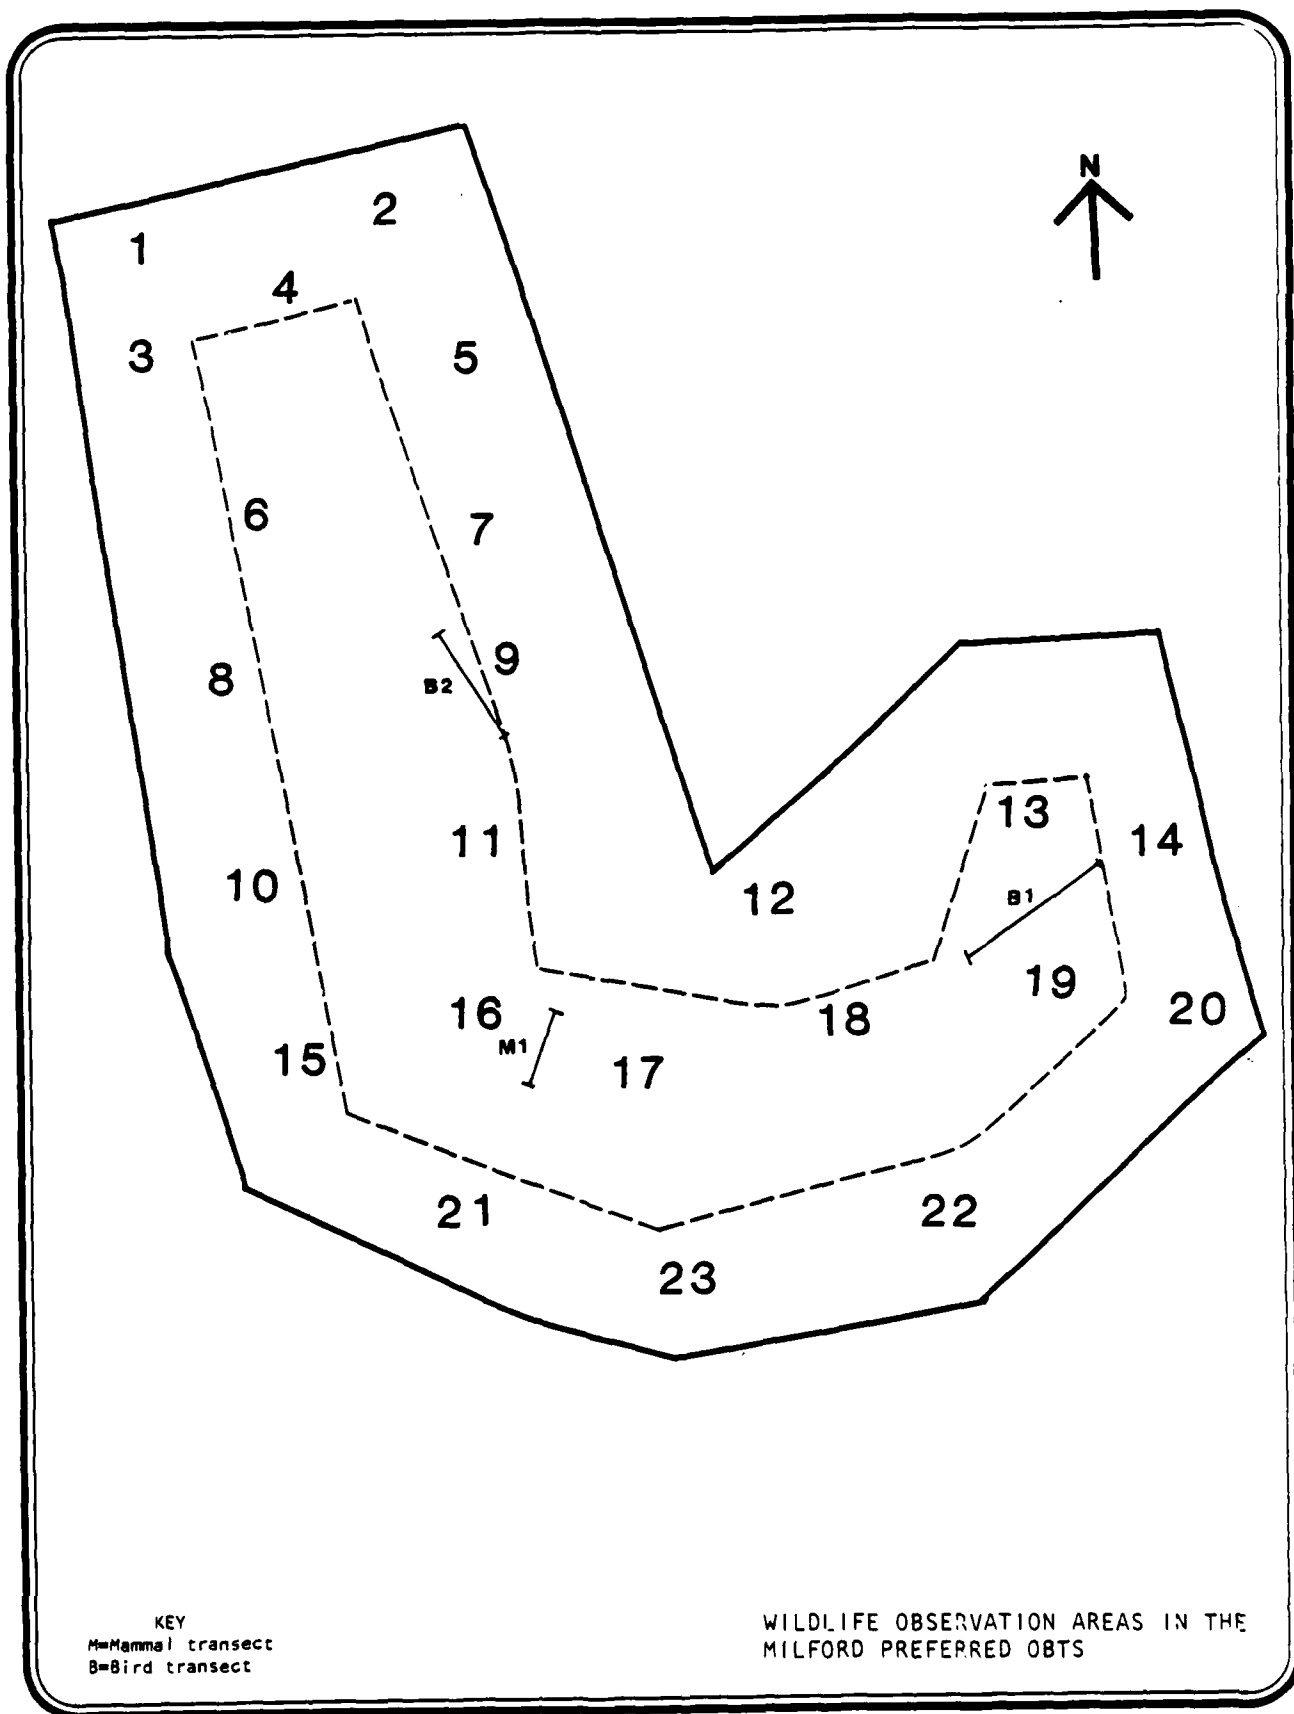 N
2
1
4
3
5
6
7
9
8
B2
13
14
11
10
12
B1
19
16
20
18
M1
15
17
21
22
23
KEY
M=Mammal transect
B=Bird transect
WILDLIFE OBSERVATION AREAS IN THE
MILFORD PREFERRED OBTS